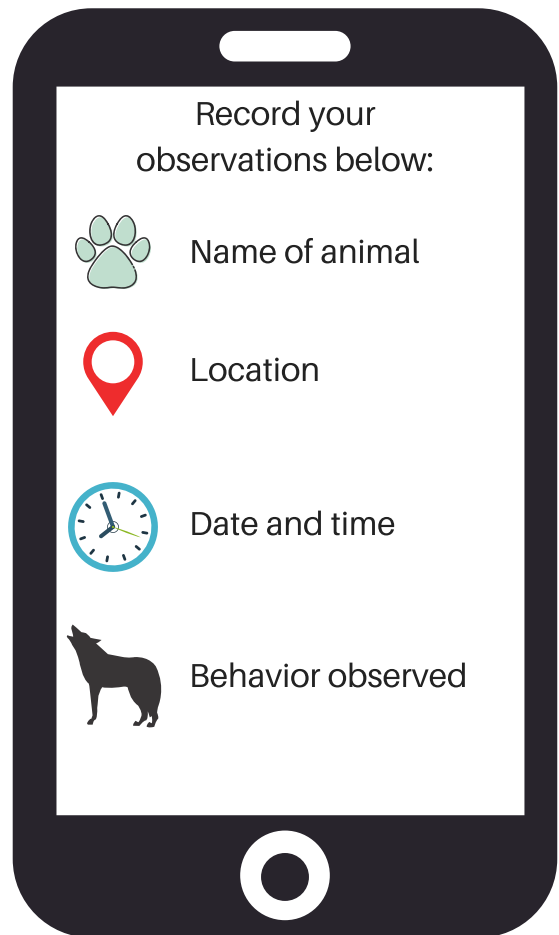 Record your
observations below:
Name of animal
Location
Date and time
Behavior observed